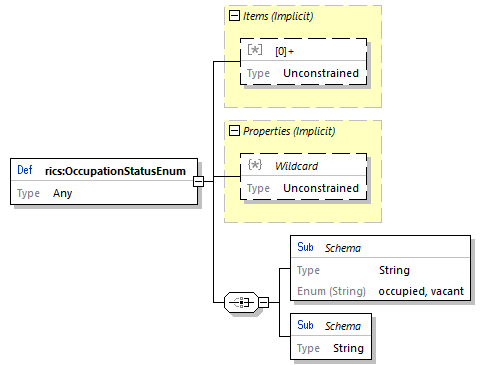 Items (Implicit)
[*] [0]+
Type Unconstrained
Properties (Implicit)
{*} Wildcard
Type Unconstrained
Def rics:OccupationStatusEnum
Type Any
Sub Schema
Type String
Enum (String) occupied, vacant
Sub Schema
Type String